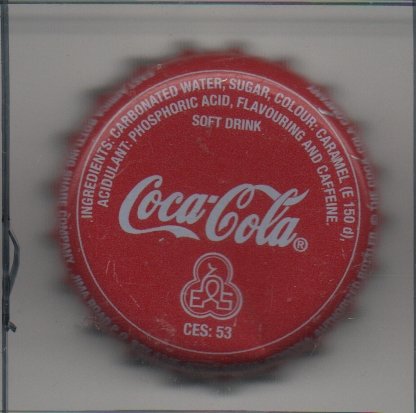 INGREDIENTS: CARBONATED WATER, SUGAR, COLOUR: CARAMEL (E 150 d),
ACIDULANT: PHOSPHORIC ACID, FLAVOURING AND CAFFEINE.
SOFT DRINK
Coca-Cola®
ES
CES: 53